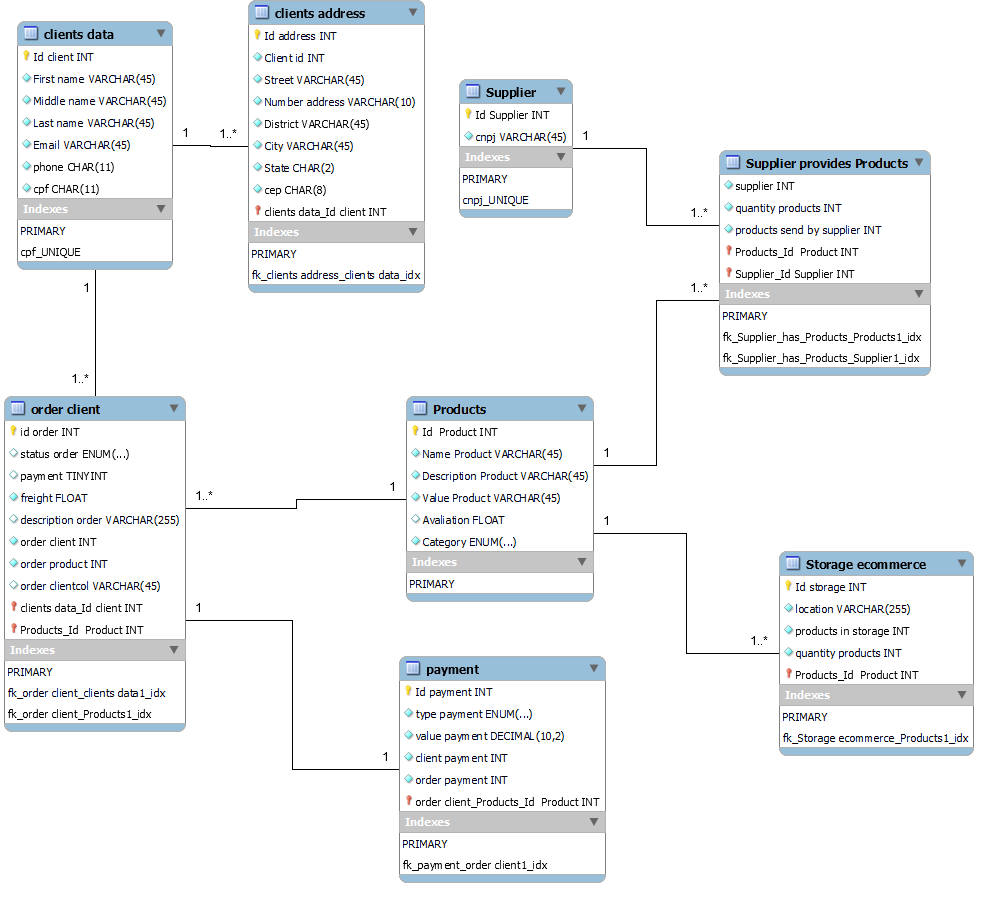 clients data
Id client INT
First name VARCHAR(45)
Middle name VARCHAR(45)
Last name VARCHAR(45)
Email VARCHAR(45)
phone CHAR(11)
cpf CHAR(11)
Indexes
PRIMARY
cpf_UNIQUE
1
1..*
clients address
Id address INT
Client id INT
Street VARCHAR(45)
Number address VARCHAR(10)
District VARCHAR(45)
City VARCHAR(45)
State CHAR(2)
cep CHAR(8)
clients data_Id client INT
Indexes
PRIMARY
fk_clients address_clients data_idx
Supplier
Id Supplier INT
cnpj VARCHAR(45)
Indexes
PRIMARY
cnpj_UNIQUE
1
1..*
Supplier provides Products
supplier INT
quantity products INT
products send by supplier INT
Products_Id  Product INT
Supplier_Id Supplier INT
Indexes
PRIMARY
fk_Supplier_has_Products_Products1_idx
fk_Supplier_has_Products_Supplier1_idx
1..*
1
1
1..*
order client
id order INT
status order ENUM(...)
payment TINYINT
freight FLOAT
description order VARCHAR(255)
order client INT
order product INT
order clientcol VARCHAR(45)
clients data_Id client INT
Products_Id  Product INT
Indexes
PRIMARY
fk_order client_clients data1_idx
fk_order client_Products1_idx
1..*
1
Products
Id  Product INT
Name Product VARCHAR(45)
Description Product VARCHAR(45)
Value Product VARCHAR(45)
Avaliation FLOAT
Category ENUM(...)
Indexes
PRIMARY
1
1..*
Storage ecommerce
Id storage INT
location VARCHAR(255)
products in storage INT
quantity products INT
Products_Id  Product INT
Indexes
PRIMARY
fk_Storage ecommerce_Products1_idx
1
1
payment
Id payment INT
type payment ENUM(...)
value payment DECIMAL(10,2)
client payment INT
order payment INT
order client_Products_Id  Product INT
Indexes
PRIMARY
fk_payment_order client1_idx